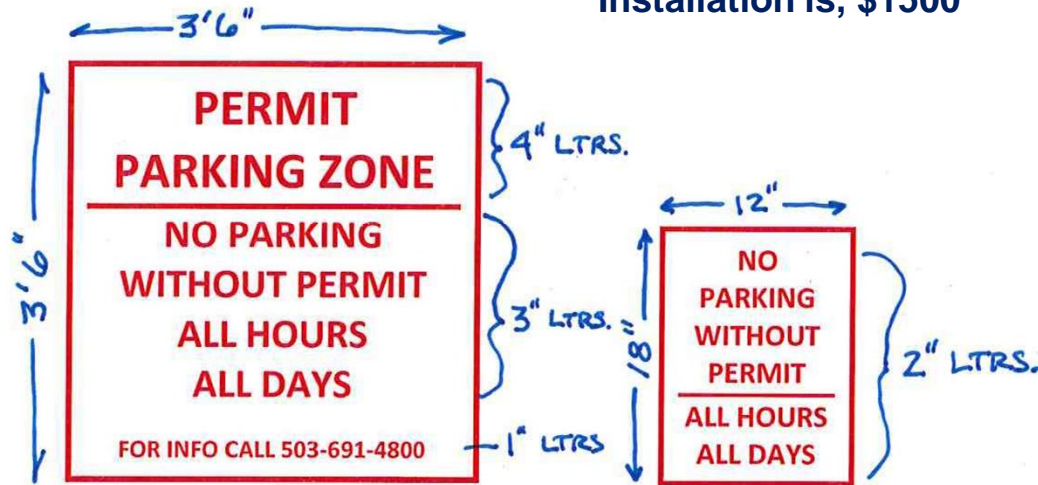 Installation is, $1500
3'6"
3'6"
PERMIT
PARKING ZONE
4" LTRS.
NO PARKING
WITHOUT PERMIT
ALL HOURS
ALL DAYS
3" LTRS.
FOR INFO CALL 503-691-4800
1" LTRS
12"
18"
NO
PARKING
WITHOUT
PERMIT
ALL HOURS
ALL DAYS
2" LTRS.